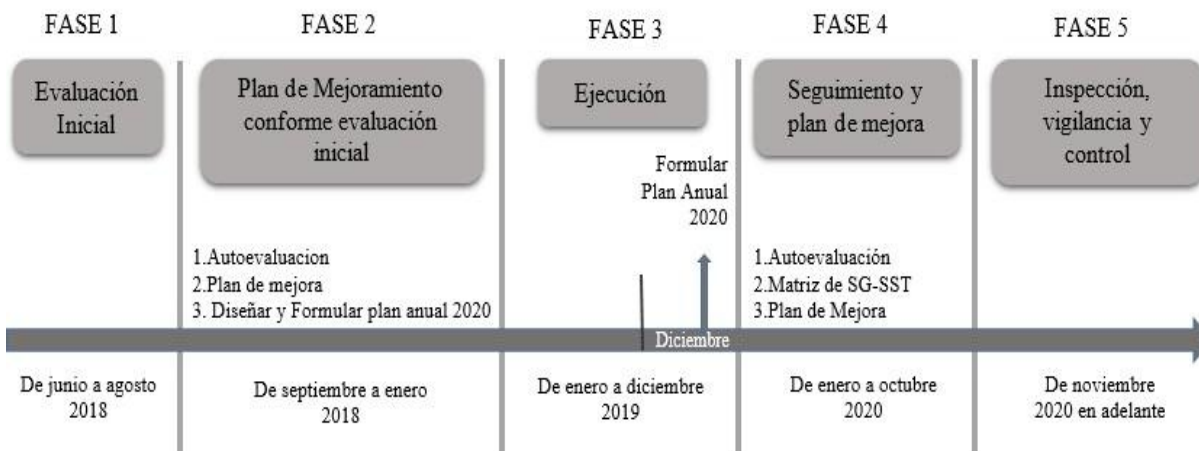 FASE 1
FASE 2
FASE 3
FASE 4
FASE 5
Evaluación
Inicial
Plan de Mejoramiento
conforme evaluación
inicial
Ejecución
Seguimiento y
plan de mejora
Inspección,
vigilancia y
control
Formular
Plan Anual
2020
1.Autoevaluacion
2.Plan de mejora
3. Diseñar y Formular plan anual 2020
1.Autoevaluación
2.Matriz de SG-SST
3.Plan de Mejora
Diciembre
De junio a agosto
2018
De septiembre a enero
2018
De enero a diciembre
2019
De enero a octubre
2020
De noviembre
2020 en adelante